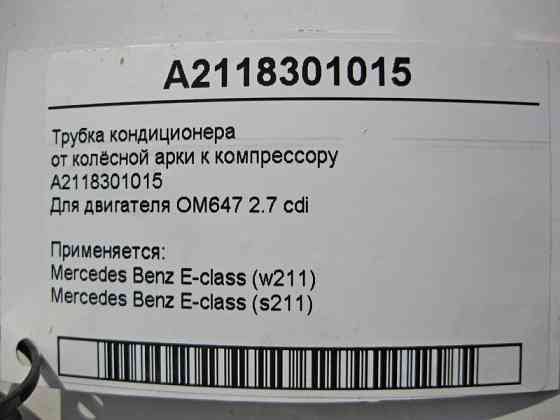 A2118301015
Трубка кондиционера
от колёсной арки к компрессору
A2118301015
Для двигателя OM647 2.7 cdi
Применяется:
Mercedes Benz E-class (w211)
Mercedes Benz E-class (s211)